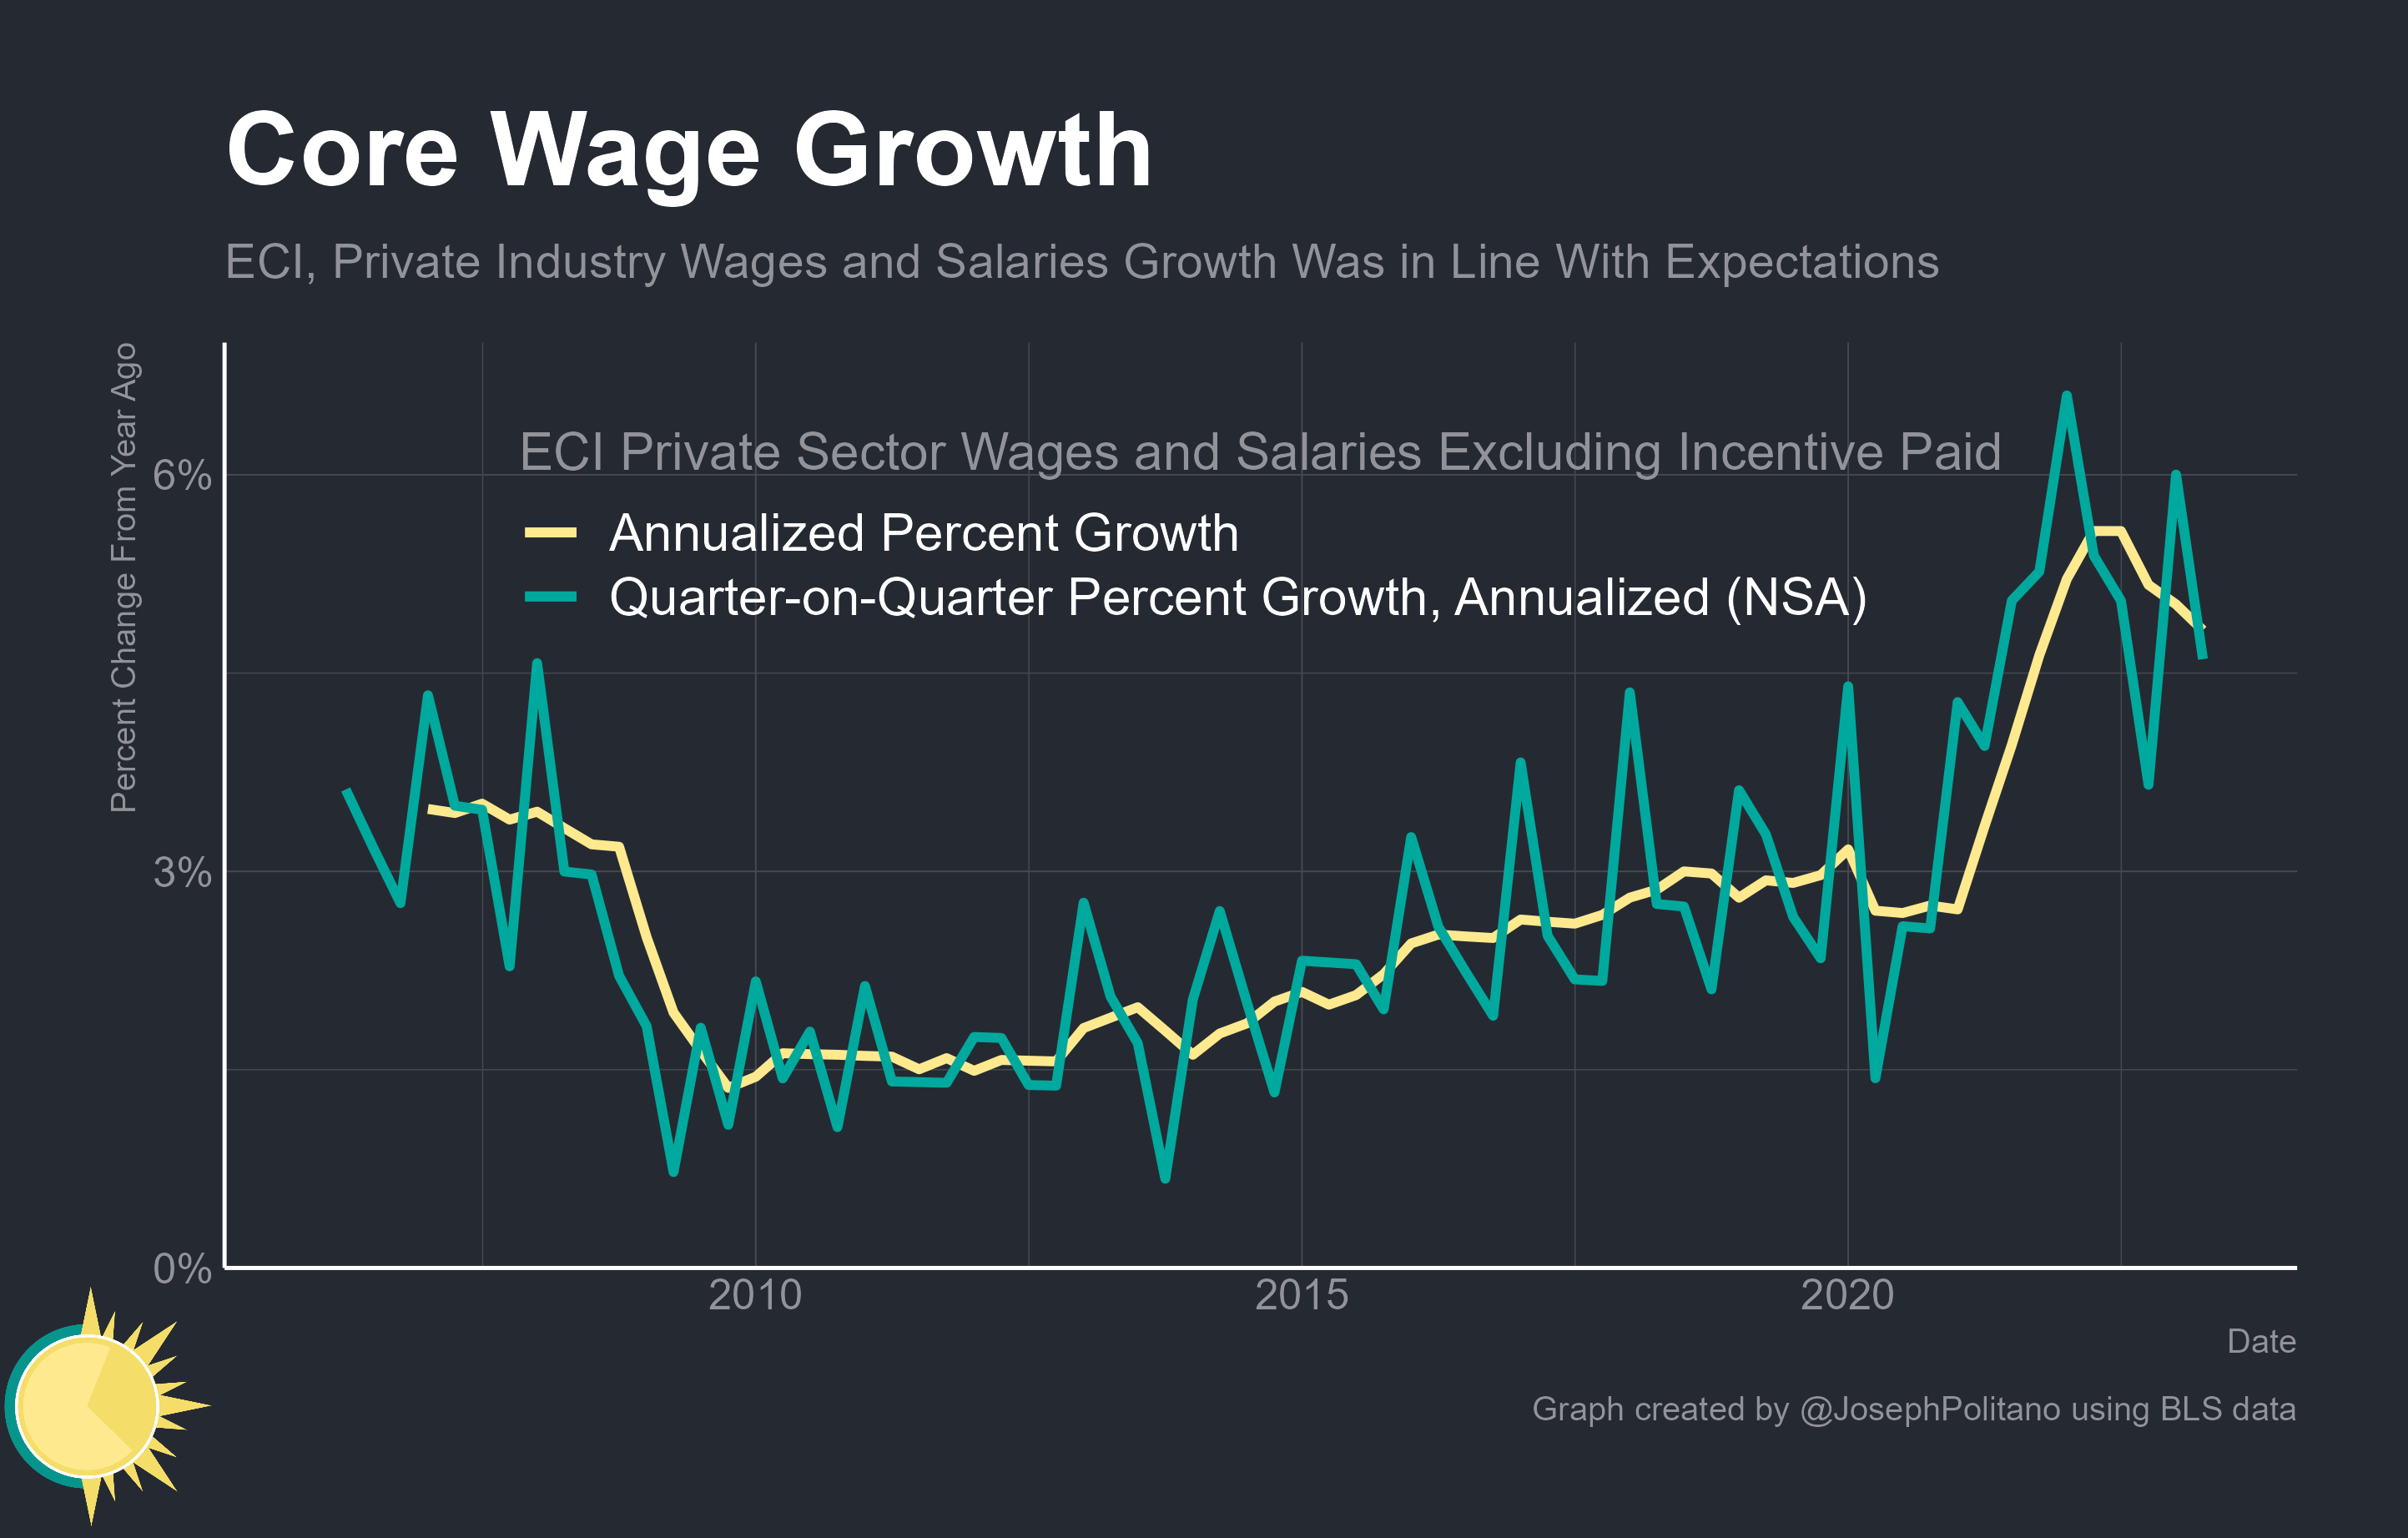 Core Wage Growth
ECI, Private Industry Wages and Salaries Growth Was in Line With Expectations
Percent Change From Year Ago
ECI Private Sector Wages and Salaries Excluding Incentive Paid
Annualized Percent Growth
Quarter-on-Quarter Percent Growth, Annualized (NSA)
6%
3%
0%
2010
2015
2020
Date
Graph created by @JosephPolitano using BLS data